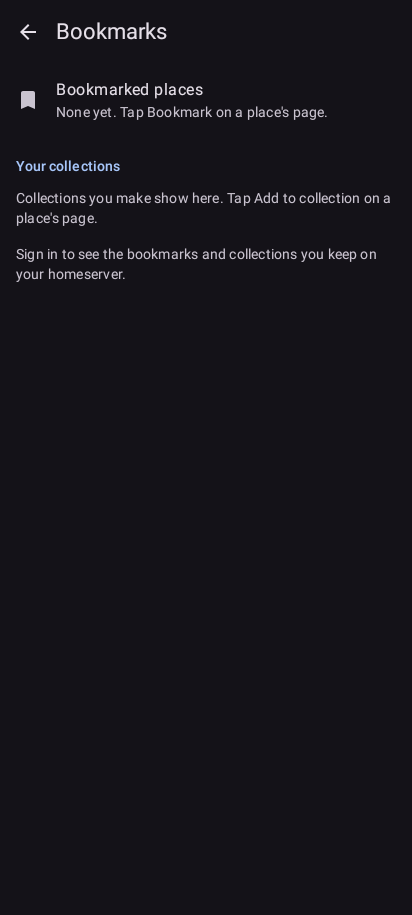 Bookmarks
Bookmarked places
None yet. Tap Bookmark on a place's page.
Your collections
Collections you make show here. Tap Add to collection on a
place's page.
Sign in to see the bookmarks and collections you keep on
your homeserver.